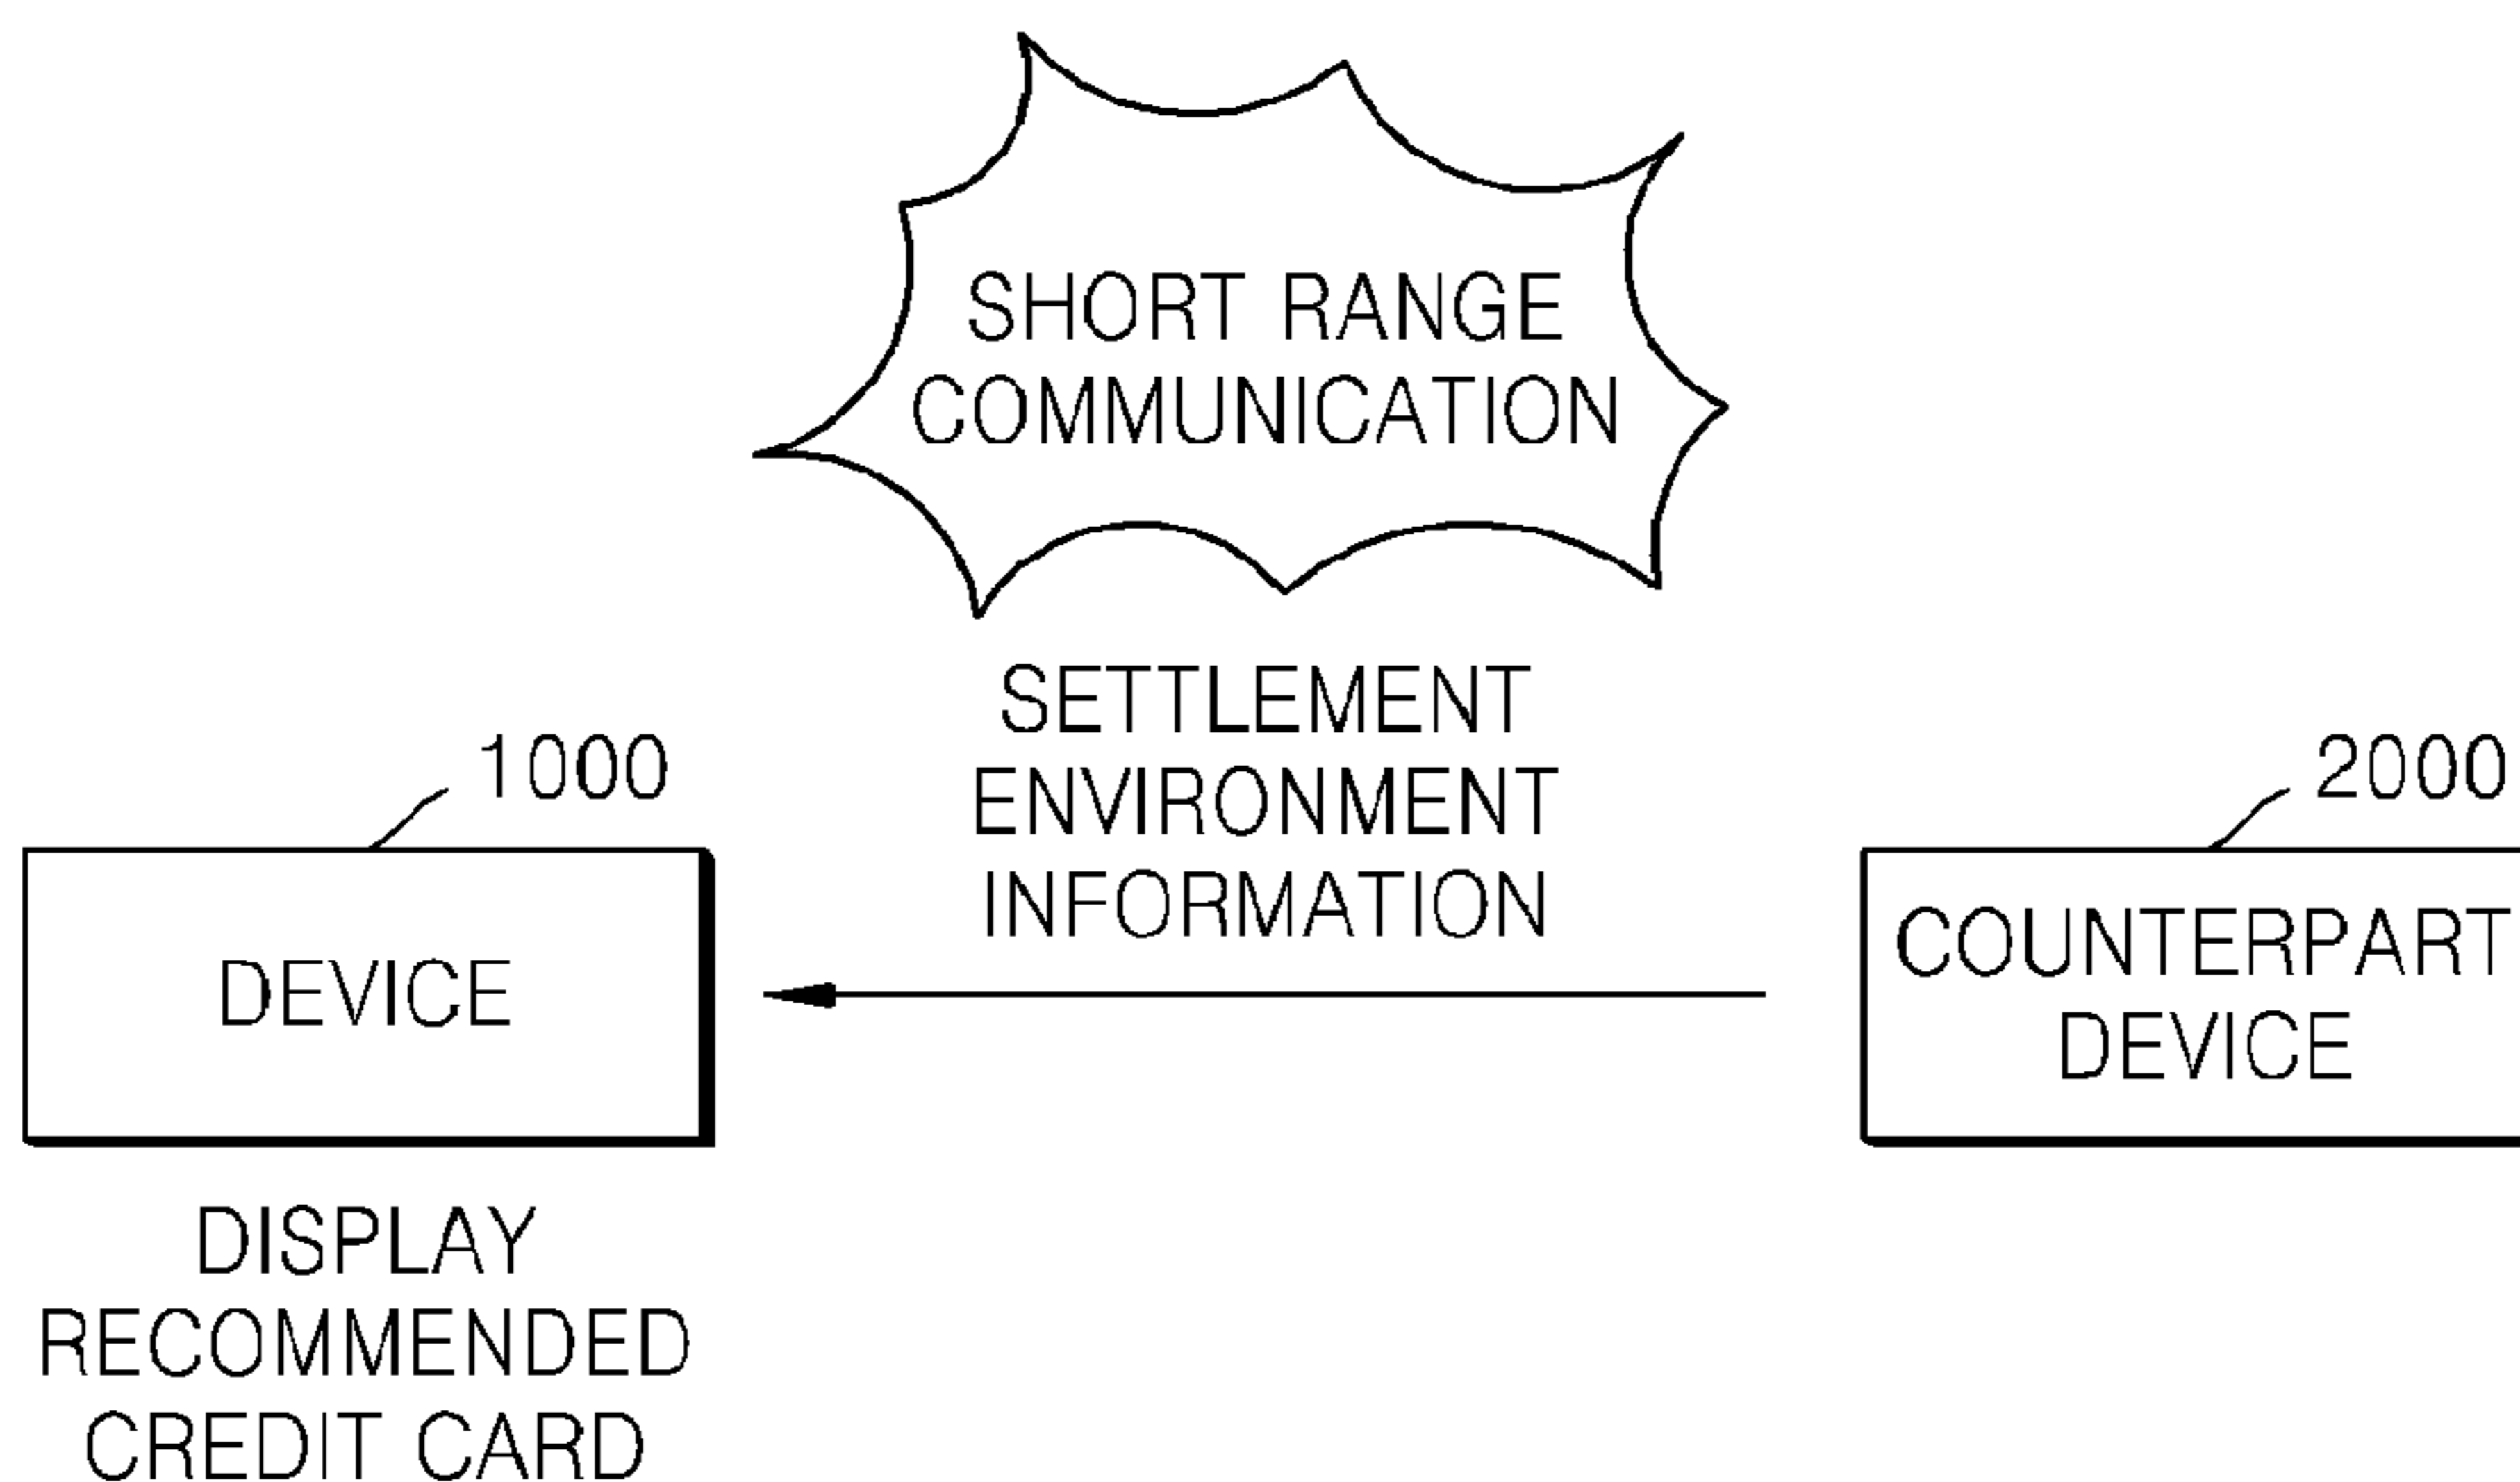 SHORT RANGE
COMMUNICATION
SETTLEMENT
ENVIRONMENT
INFORMATION
1000
DEVICE
DISPLAY
RECOMMENDED
CREDIT CARD
2000
COUNTERPART
DEVICE